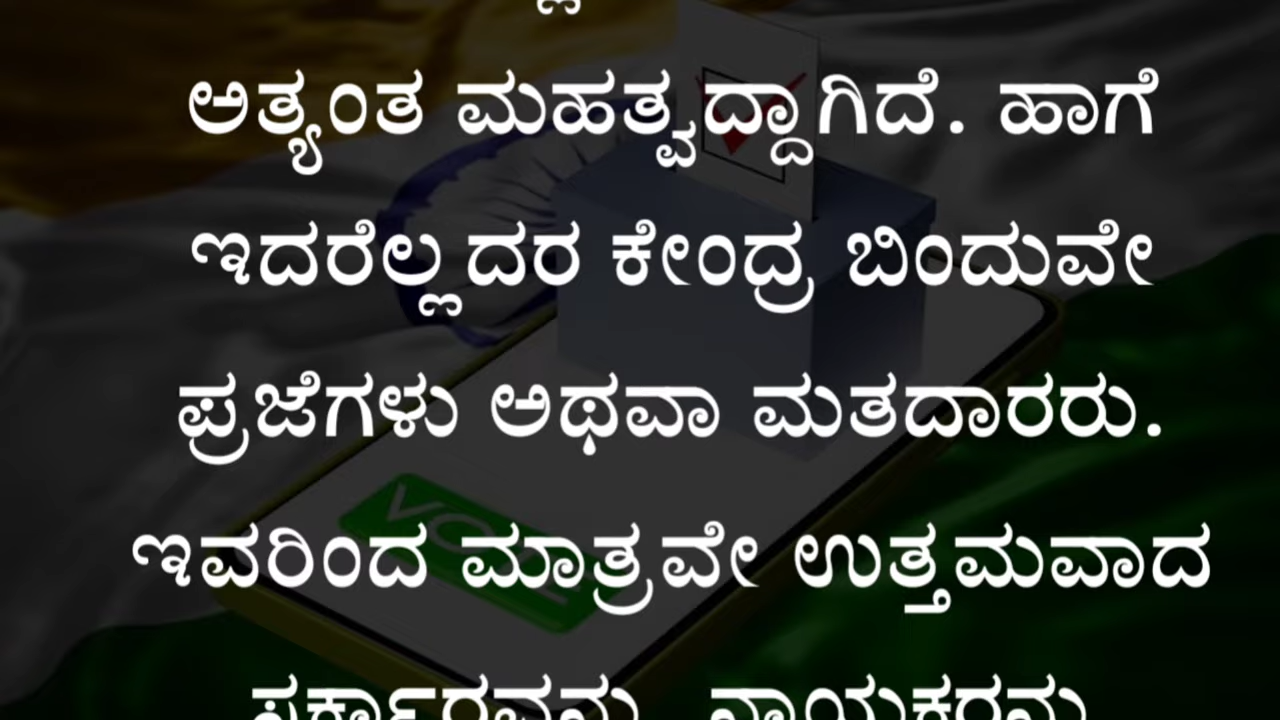 ಅತ್ಯಂತ ಮಹತ್ವದ್ದಾಗಿದೆ. ಹಾಗೆ
ಇದರೆಲ್ಲದರ ಕೇಂದ್ರ ಬಿಂದುವೇ
ಪ್ರಜೆಗಳು ಅಥವಾ ಮತದಾರರು.
ಇವರಿಂದ ಮಾತ್ರವೇ ಉತ್ತಮವಾದ